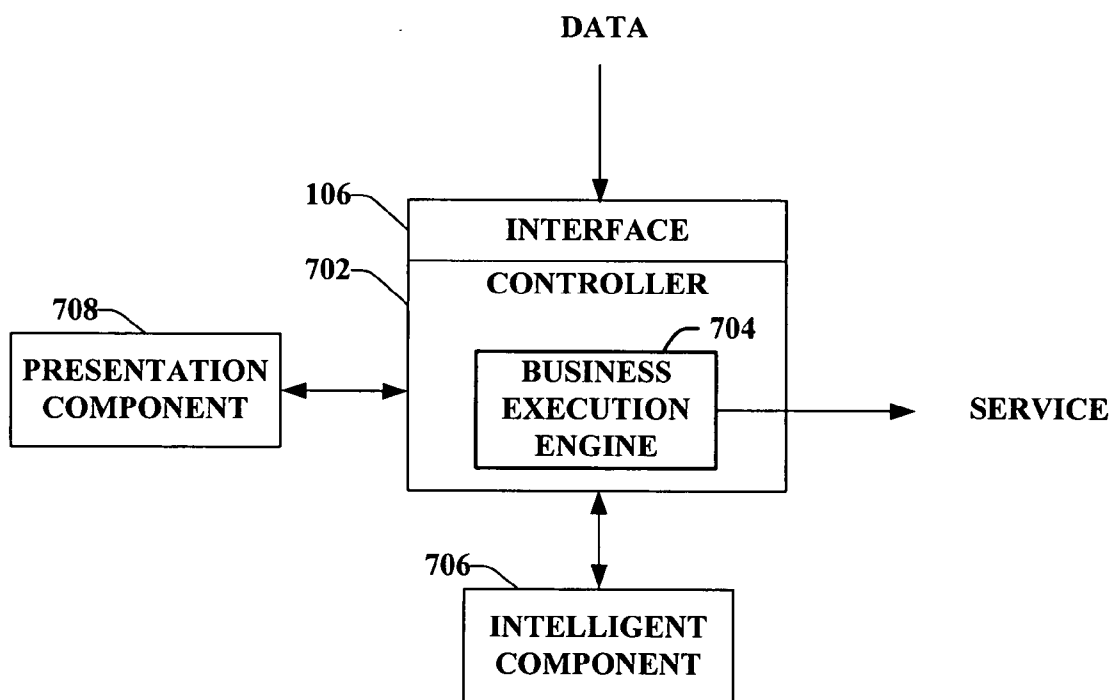 DATA
106
INTERFACE
702
CONTROLLER
708
704
PRESENTATION
COMPONENT
BUSINESS
EXECUTION
ENGINE
SERVICE
706
INTELLIGENT
COMPONENT